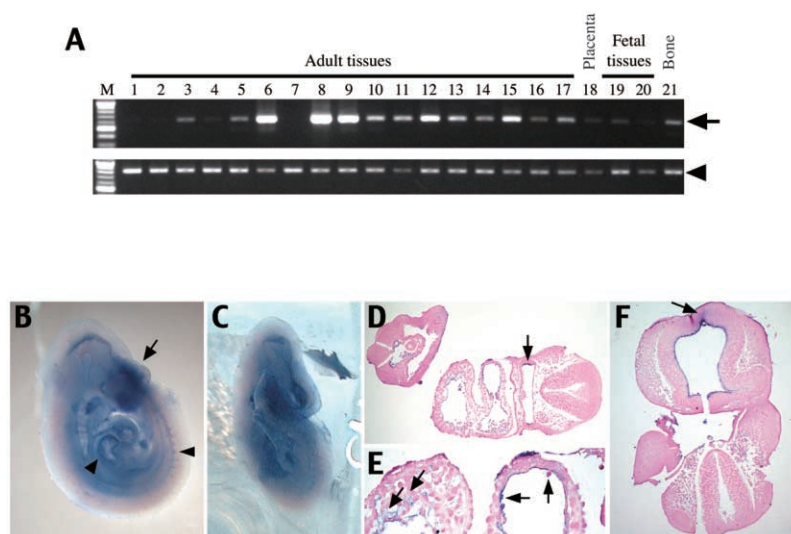 A
Adult tissues
Placenta
Fetal
tissues
Bone
M 1 2 3 4 5 6 7 8 9 10 11 12 13 14 15 16 17 18 19 20 21
B
C
D
E
F